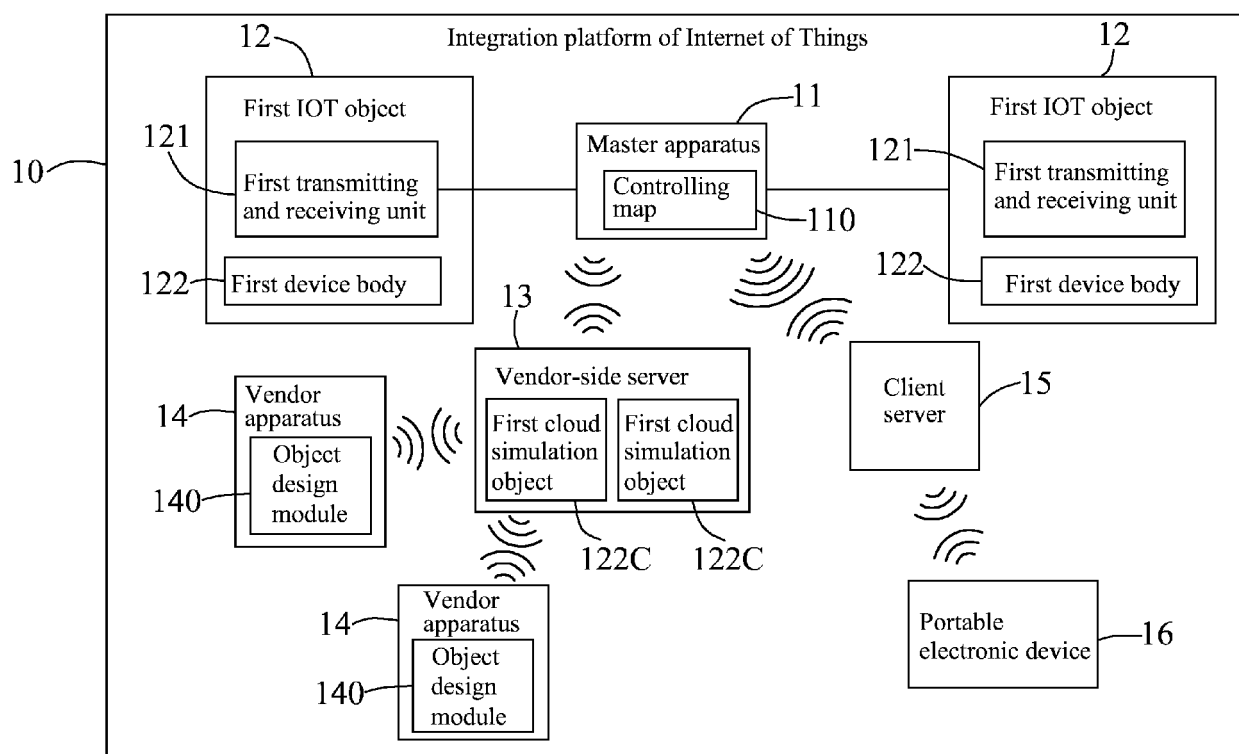 Integration platform of Internet of Things
10
12
First IOT object
121
First transmitting
and receiving unit
122
First device body
11
Master apparatus
Controlling
map
110
12
First IOT object
121
First transmitting
and receiving unit
122
First device body
13
Vendor-side server
First cloud
simulation
object
First cloud
simulation
object
122C
122C
14
Vendor
apparatus
Object
design
module
140
14
Vendor
apparatus
Object
design
module
140
Client
server
15
Portable
electronic device
16